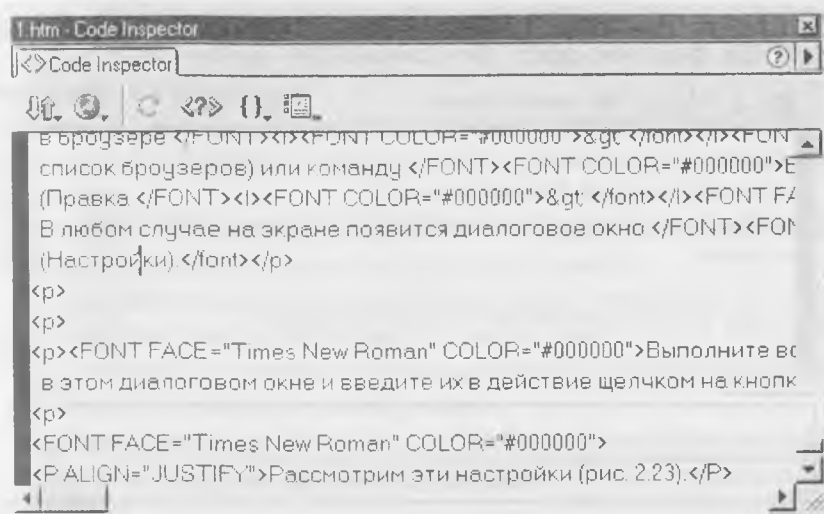 1.htm - Code Inspector
<>Code Inspector
в броузере </FONT><I><FONT COLOR="#000000">&gt </font></I><FON
список броузеров) или команду </FONT><FONT COLOR="#000000">E
(Правка </FONT><I><FONT COLOR="#000000">&gt; </font></I><FONT FA
В любом случае на экране появится диалоговое окно </FONT><FON
(Настройки).</font></p>
<p>
<p>
<p><FONT FACE="Times New Roman" COLOR="#000000">Выполните вс
в этом диалоговом окне и введите их в действие щелчком на кнопк
<p>
<FONT FACE="Times New Roman" COLOR="#000000">
<P ALIGN="JUSTIFY">Рассмотрим эти настройки (рис. 2.23).</P>